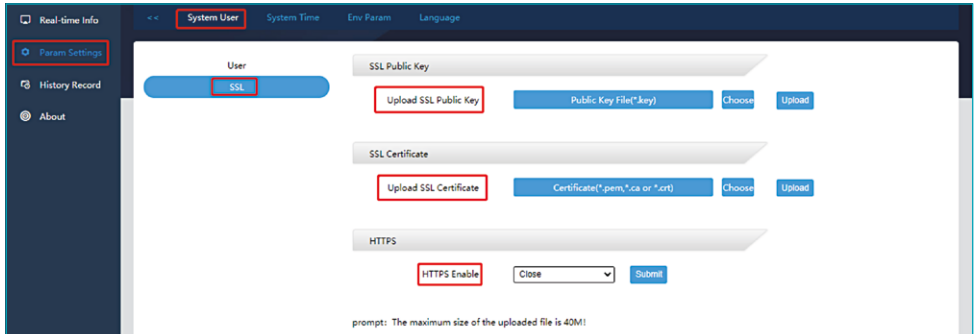 Real-time Info
Param Settings
History Record
About
<< System User System Time Env Param Language
User
SSL
SSL Public Key
Upload SSL Public Key Public Key File(*.key) Choose Upload
SSL Certificate
Upload SSL Certificate Certificate(*.pem,*.ca or *.crt) Choose Upload
HTTPS
HTTPS Enable Close Submit
prompt: The maximum size of the uploaded file is 40M!